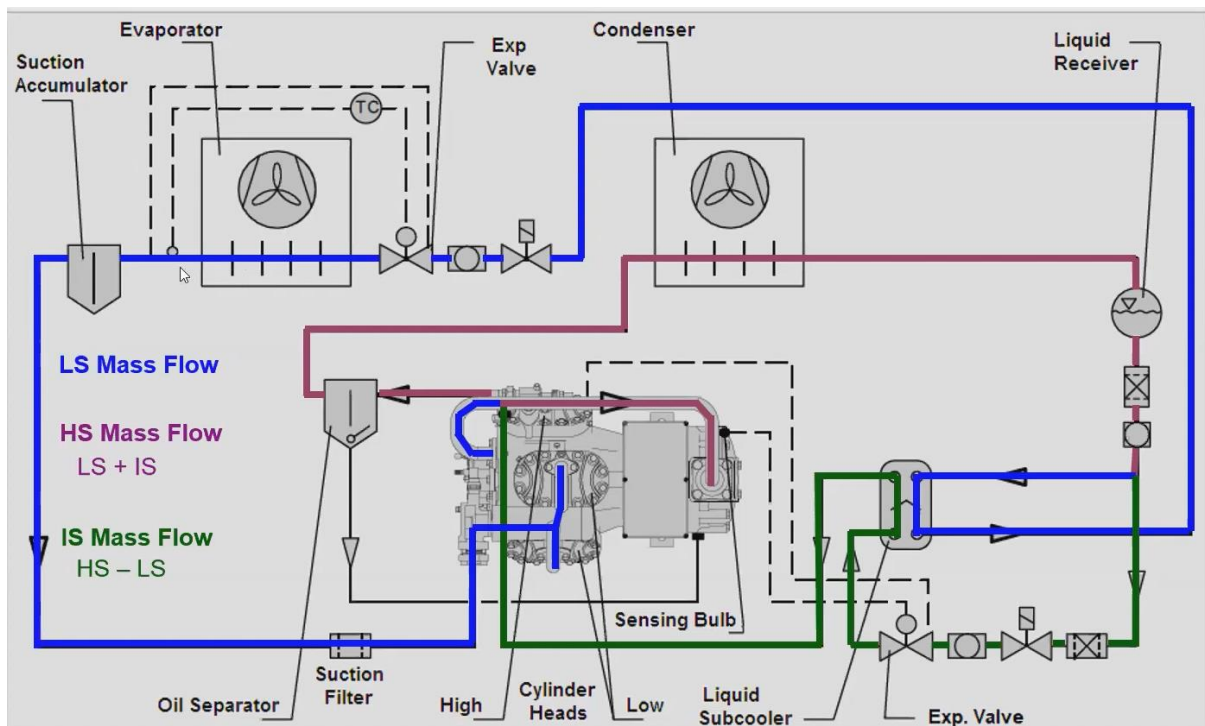 Evaporator
Condenser
Exp
Valve
Liquid
Receiver
Suction
Accumulator
TC
LS Mass Flow
HS Mass Flow
LS + IS
IS Mass Flow
HS – LS
Sensing Bulb
Suction
Filter
Oil Separator
High
Cylinder
Heads
Low
Liquid
Subcooler
Exp. Valve